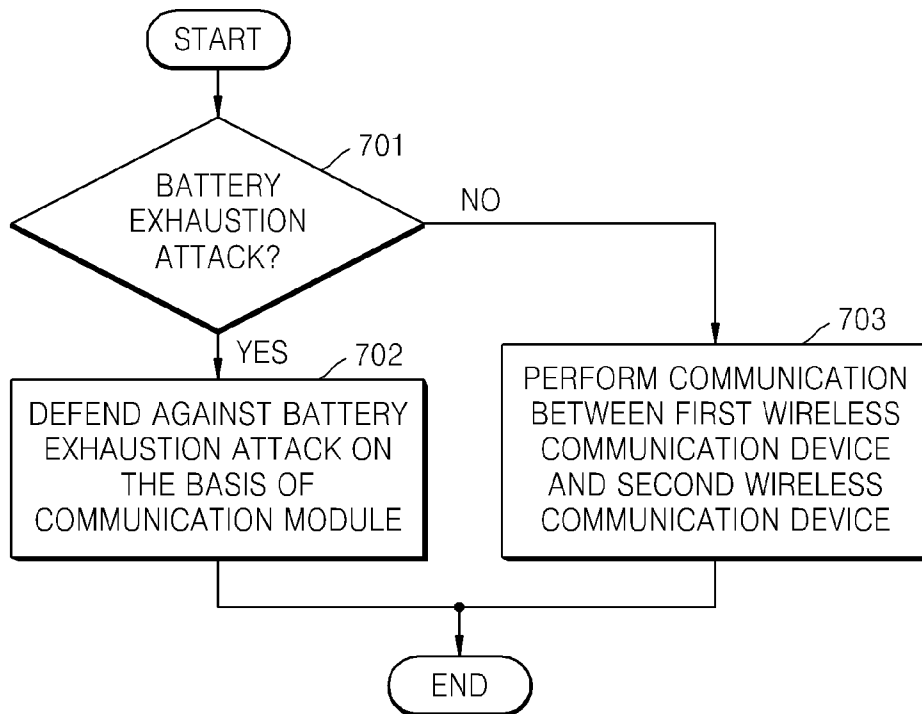 START
701
BATTERY
EXHAUSTION
ATTACK?
NO
YES
702
DEFEND AGAINST BATTERY
EXHAUSTION ATTACK ON
THE BASIS OF
COMMUNICATION MODULE
703
PERFORM COMMUNICATION
BETWEEN FIRST WIRELESS
COMMUNICATION DEVICE
AND SECOND WIRELESS
COMMUNICATION DEVICE
END